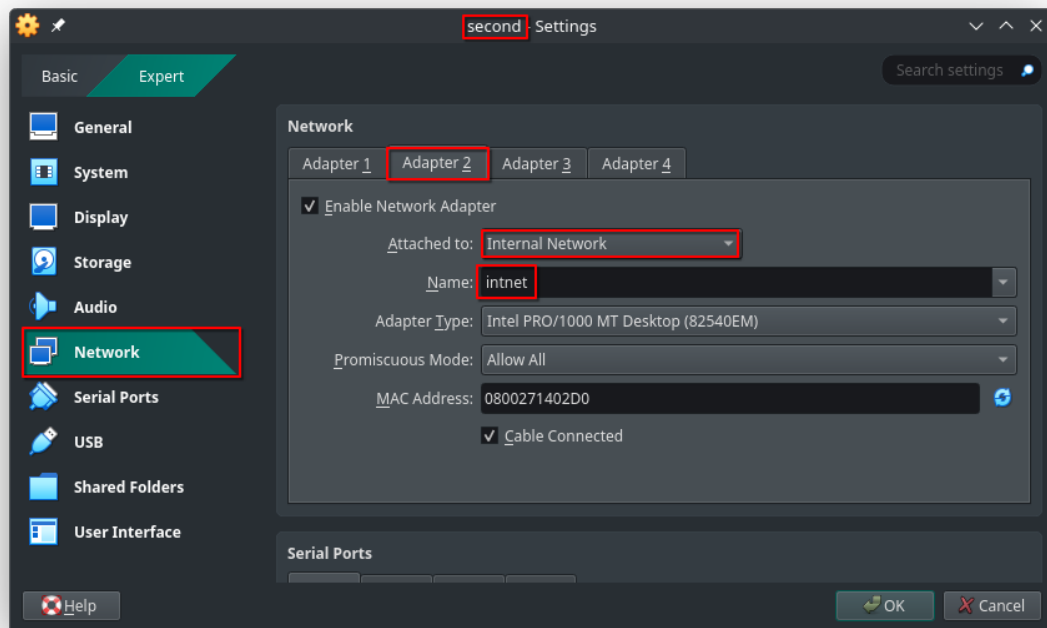 second - Settings
Basic
Expert
Search settings
General
System
Display
Storage
Audio
Network
Serial Ports
USB
Shared Folders
User Interface
Network
Adapter 1
Adapter 2
Adapter 3
Adapter 4
Enable Network Adapter
Attached to: Internal Network
Name: intnet
Adapter Type: Intel PRO/1000 MT Desktop (82540EM)
Promiscuous Mode: Allow All
MAC Address: 0800271402D0
Cable Connected
Serial Ports
Help
OK
Cancel